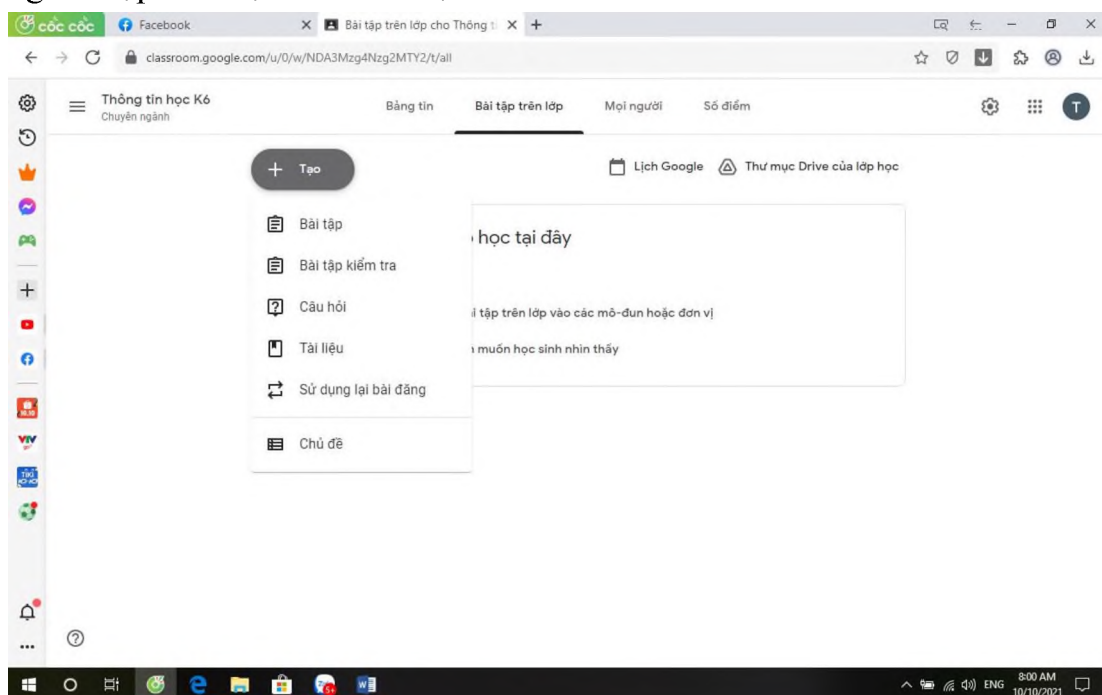 cốc cốc Facebook Bài tập trên lớp cho Thông t
classroom.google.com/u/0/w/NDA3Mzg4Nzg2MTY2/t/all
Thông tin học K6
Chuyên ngành
Bảng tin Bài tập trên lớp Mọi người Số điểm
T
Tạo
Lịch Google Thư mục Drive của lớp học
Bài tập
học tại đây
Bài tập kiểm tra
Câu hỏi
i tập trên lớp vào các mô-đun hoặc đơn vị
Tài liệu
muốn học sinh nhìn thấy
Sử dụng lại bài đăng
Chủ đề
VTV
TIKI
5+
ENG
8:00 AM
10/10/2021